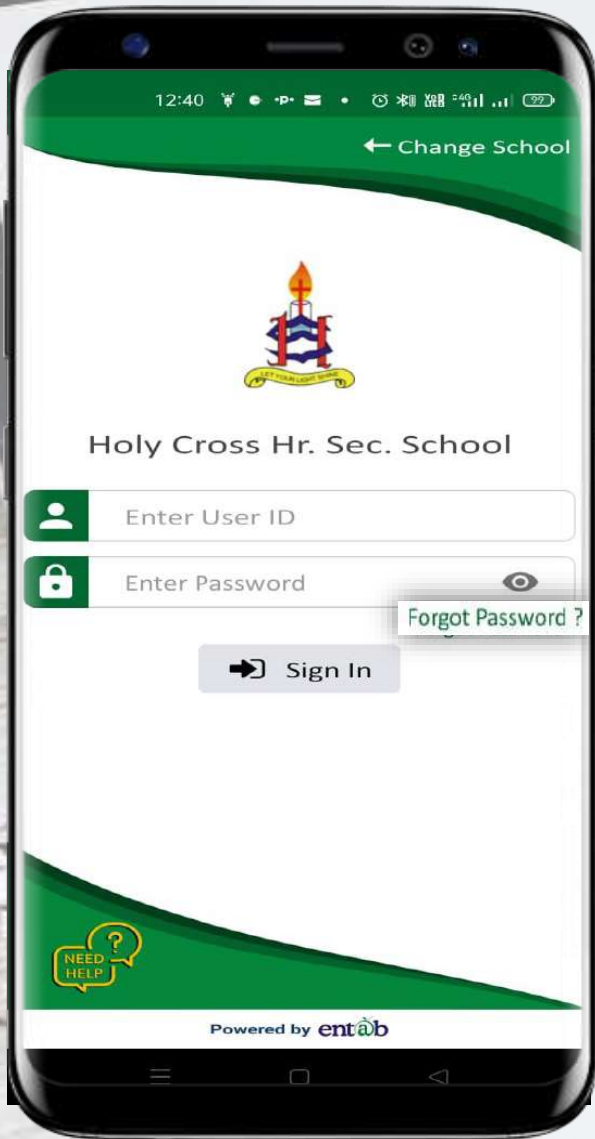 12:40
← Change School
LET YOUR LIGHT SHINE
Holy Cross Hr. Sec. School
Enter User ID
Enter Password
Forgot Password ?
Sign In
NEED HELP ?
Powered by entab